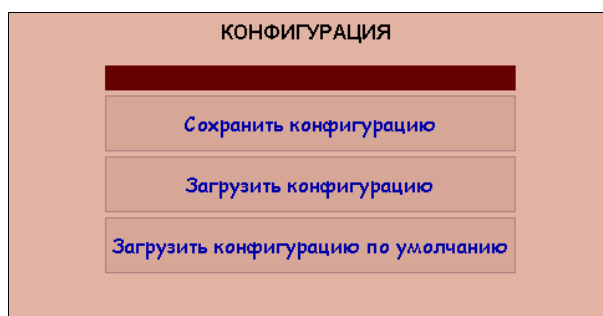 КОНФИГУРАЦИЯ
Сохранить конфигурацию
Загрузить конфигурацию
Загрузить конфигурацию по умолчанию